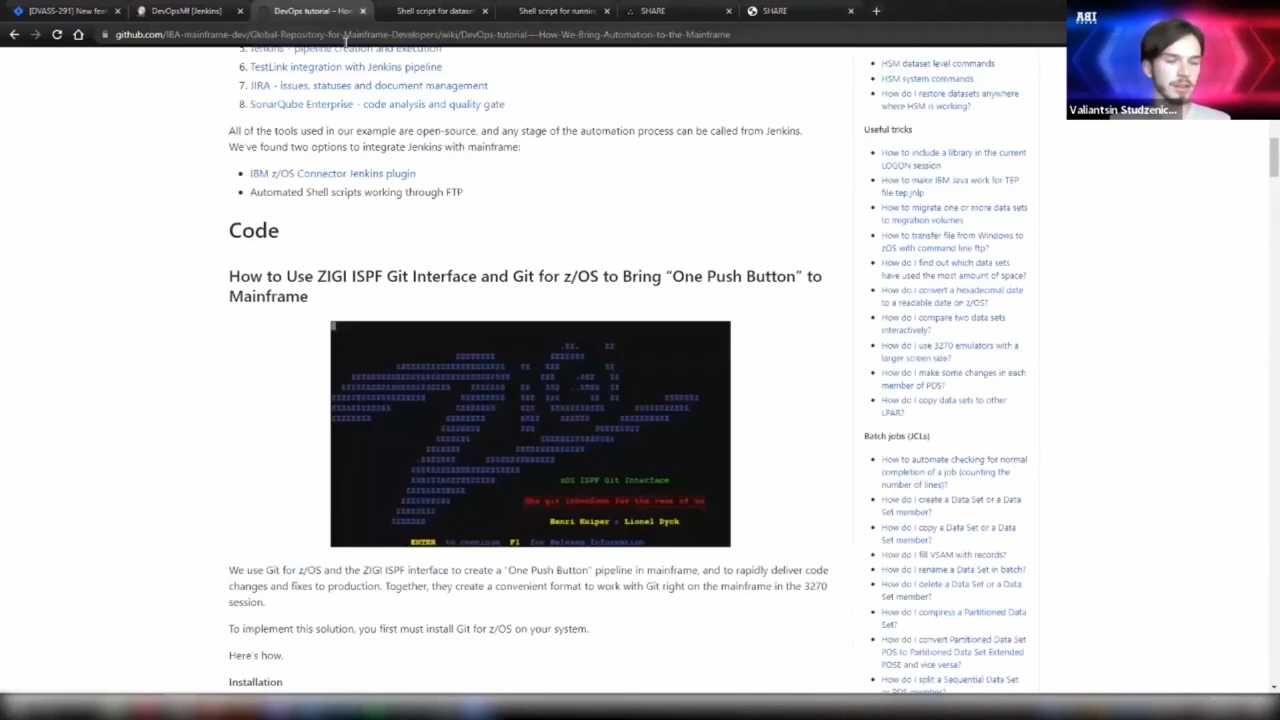 [DVASS-291] New feat
DevOpsMf [Jenkins]
DevOps tutorial — Ho
Shell script for datase
Shell script for runnin
SHARE
SHARE
github.com/IBA-mainframe-dev/Global-Repository-for-Mainframe-Developers/wiki/DevOps-tutorial-—-How-We-Bring-Automation-to-the-Mainframe
IBA
Valiantsin Studzenic...
5. Jenkins - pipeline creation and execution
6. TestLink integration with Jenkins pipeline
7. JIRA - issues, statuses and document management
8. SonarQube Enterprise - code analysis and quality gate
All of the tools used in our example are open-source, and any stage of the automation process can be called from Jenkins.
We've found two options to integrate Jenkins with mainframe:
IBM z/OS Connector Jenkins plugin
Automated Shell scripts working through FTP
Code
How to Use ZIGI ISPF Git Interface and Git for z/OS to Bring “One Push Button” to
Mainframe
zOS ISPF Git Interface
the git interface for the rest of us
Henri Kuiper & Lionel Dyck
ENTER to continue F1 for Release Information
We use Git for z/OS and the ZIGI ISPF interface to create a “One Push Button” pipeline in mainframe, and to rapidly deliver code
changes and fixes to production. Together, they create a convenient format to work with Git right on the mainframe in the 3270
session.
To implement this solution, you first must install Git for z/OS on your system.
Here's how.
Installation
HSM dataset level commands
HSM system commands
How do I restore datasets anywhere
where HSM is working?
Useful tricks
How to include a library in the current
LOGON session
How to make IBM Java work for TEP
file tep.jnlp
How to migrate one or more data sets
to migration volumes
How to transfer file from Windows to
zOS with command line ftp?
How do I find out which data sets
have used the most amount of space?
How do I convert a hexadecimal date
to a readable date on z/OS?
How do I compare two data sets
interactively?
How do I use 3270 emulators with a
larger screen size?
How do I make some changes in each
member of PDS?
How do I copy data sets to other
LPAR?
Batch jobs (JCLs)
How to automate checking for normal
completion of a job (counting the
number of lines)?
How do I create a Data Set or a Data
Set member?
How do I copy a Data Set or a Data
Set member?
How do I fill VSAM with records?
How do I rename a Data Set in batch?
How do I delete a Data Set or a Data
Set member?
How do I compress a Partitioned Data
Set?
How do I convert Partitioned Data Set
PDS to Partitioned Data Set Extended
PDSE and vice versa?
How do I split a Sequential Data Set
or PDS member?